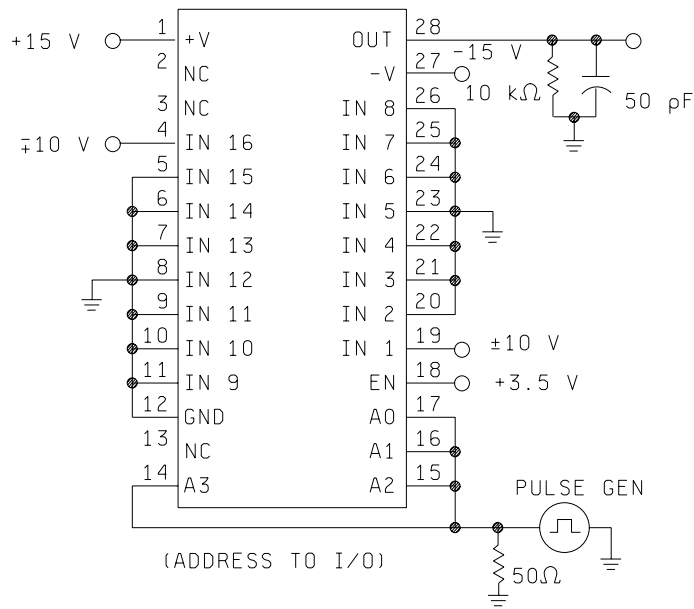 +15 V
1
+V
2
NC
3
NC
∓10 V
4
IN 16
5
IN 15
6
IN 14
7
IN 13
8
IN 12
9
IN 11
10
IN 10
11
IN 9
12
GND
13
NC
14
A3
OUT
28
-15 V
-V
27
10 kΩ
50 pF
IN 8
26
IN 7
25
IN 6
24
IN 5
23
IN 4
22
IN 3
21
IN 2
20
IN 1
19
±10 V
EN
18
+3.5 V
A0
17
A1
16
A2
15
PULSE GEN
50Ω
(ADDRESS TO I/O)